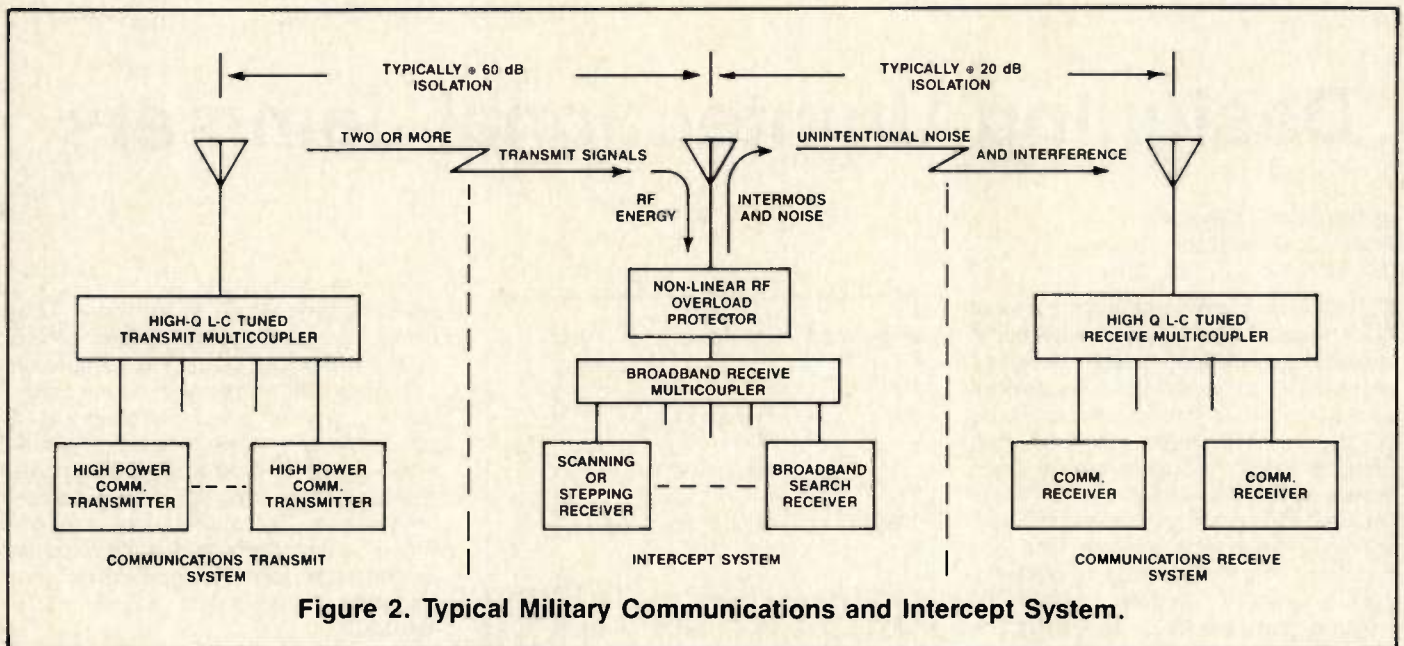 TYPICALLY ⊕ 60 dB
ISOLATION
TYPICALLY ⊕ 20 dB
ISOLATION
TWO OR MORE
TRANSMIT SIGNALS
RF
ENERGY
INTERMODS
AND NOISE
UNINTENTIONAL NOISE
AND INTERFERENCE
HIGH-Q L-C TUNED
TRANSMIT MULTICOUPLER
HIGH POWER
COMM.
TRANSMITTER
HIGH POWER
COMM.
TRANSMITTER
COMMUNICATIONS TRANSMIT
SYSTEM
NON-LINEAR RF
OVERLOAD
PROTECTOR
BROADBAND RECEIVE
MULTICOUPLER
SCANNING
OR
STEPPING
RECEIVER
BROADBAND
SEARCH
RECEIVER
INTERCEPT SYSTEM
HIGH Q L-C TUNED
RECEIVE MULTICOUPLER
COMM.
RECEIVER
COMM.
RECEIVER
COMMUNICATIONS RECEIVE
SYSTEM
Figure 2. Typical Military Communications and Intercept System.